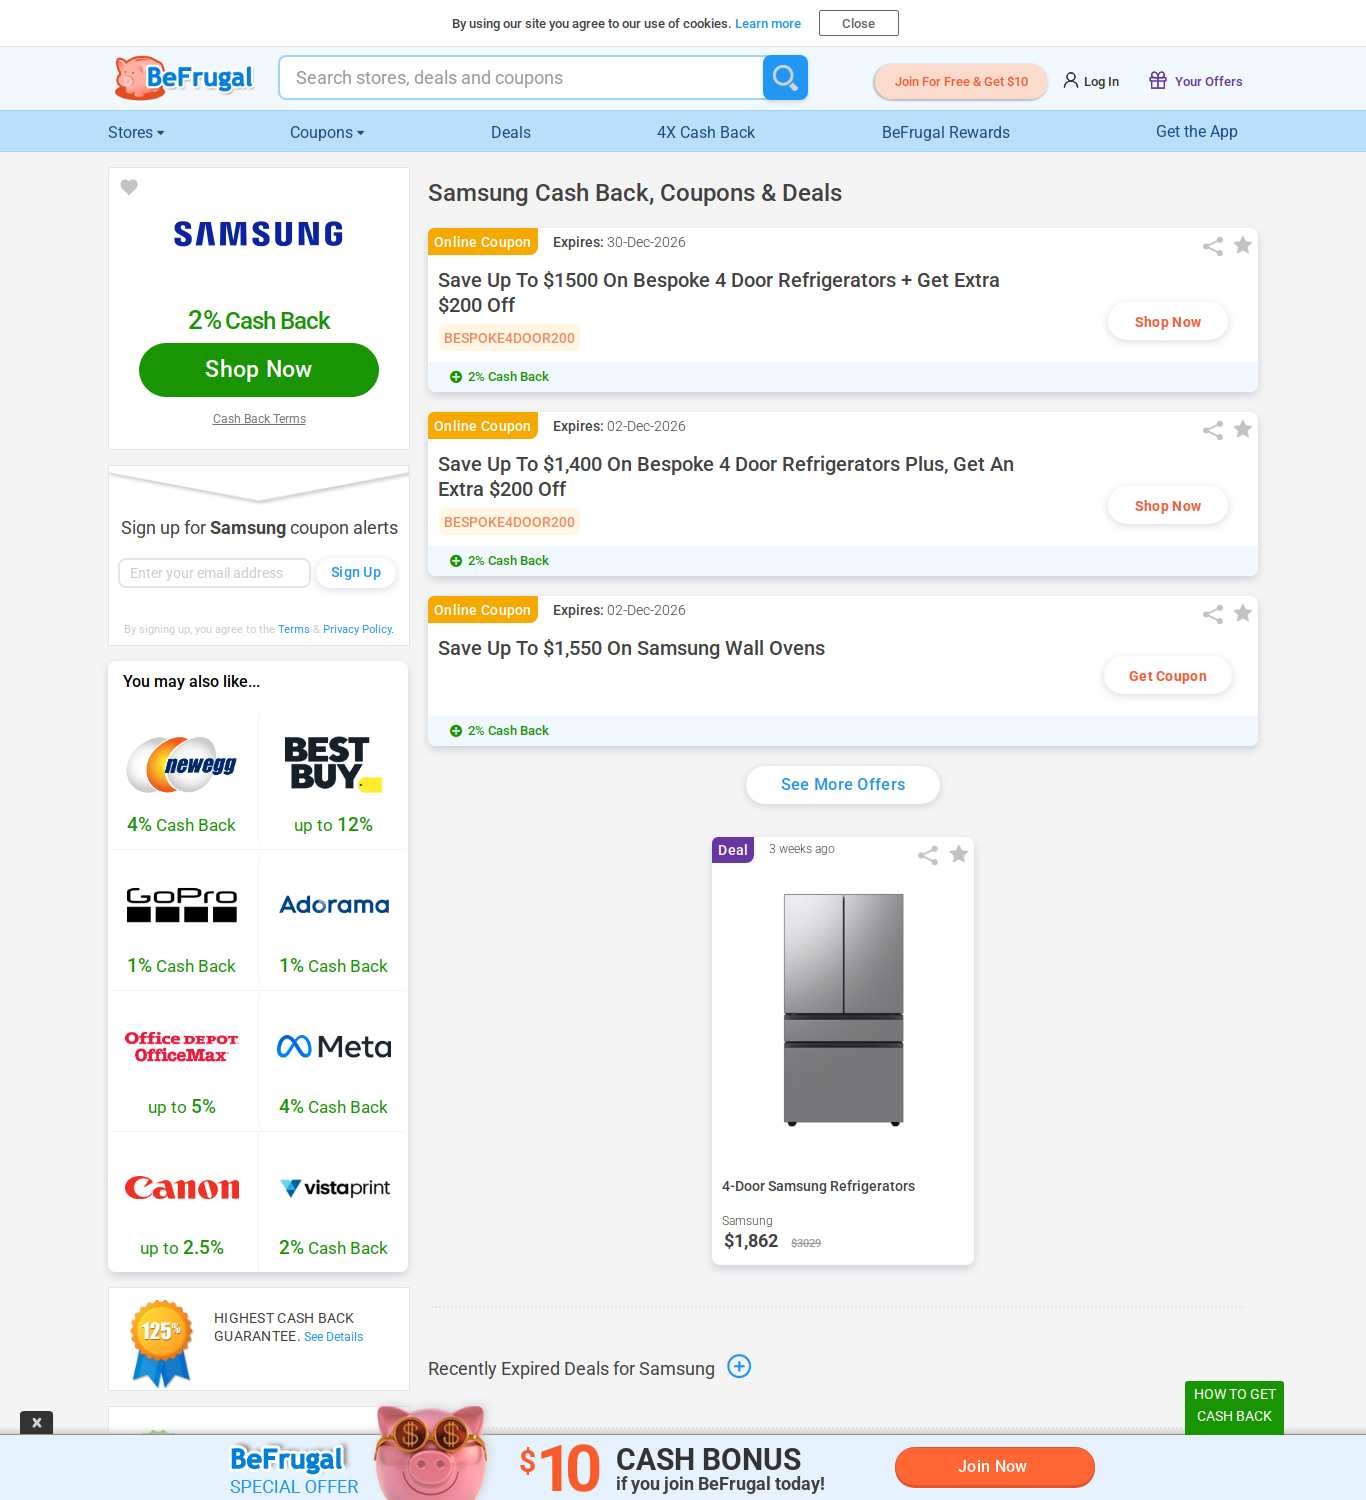 By using our site you agree to our use of cookies. Learn more
Close
BeFrugal
Search stores, deals and coupons
Join For Free & Get $10
Log In
Your Offers
Stores
Coupons
Deals
4X Cash Back
BeFrugal Rewards
Get the App
SAMSUNG
2% Cash Back
Shop Now
Cash Back Terms
Sign up for Samsung coupon alerts
Enter your email address
Sign Up
By signing up, you agree to the Terms & Privacy Policy.
You may also like...
newegg
BEST
BUY
4% Cash Back
up to 12%
GoPro
Adorama
1% Cash Back
1% Cash Back
Office DEPOT
OfficeMax
Meta
up to 5%
4% Cash Back
Canon
vistaprint
up to 2.5%
2% Cash Back
125%
HIGHEST CASH BACK
GUARANTEE. See Details
Samsung Cash Back, Coupons & Deals
Online Coupon
Expires: 30-Dec-2026
Save Up To $1500 On Bespoke 4 Door Refrigerators + Get Extra
$200 Off
BESPOKE4DOOR200
Shop Now
2% Cash Back
Online Coupon
Expires: 02-Dec-2026
Save Up To $1,400 On Bespoke 4 Door Refrigerators Plus, Get An
Extra $200 Off
BESPOKE4DOOR200
Shop Now
2% Cash Back
Online Coupon
Expires: 02-Dec-2026
Save Up To $1,550 On Samsung Wall Ovens
Get Coupon
2% Cash Back
See More Offers
Deal
3 weeks ago
4-Door Samsung Refrigerators
Samsung
$1,862 $3029
Recently Expired Deals for Samsung
HOW TO GET
CASH BACK
x
BeFrugal
SPECIAL OFFER
$ $
$10
CASH BONUS
if you join BeFrugal today!
Join Now